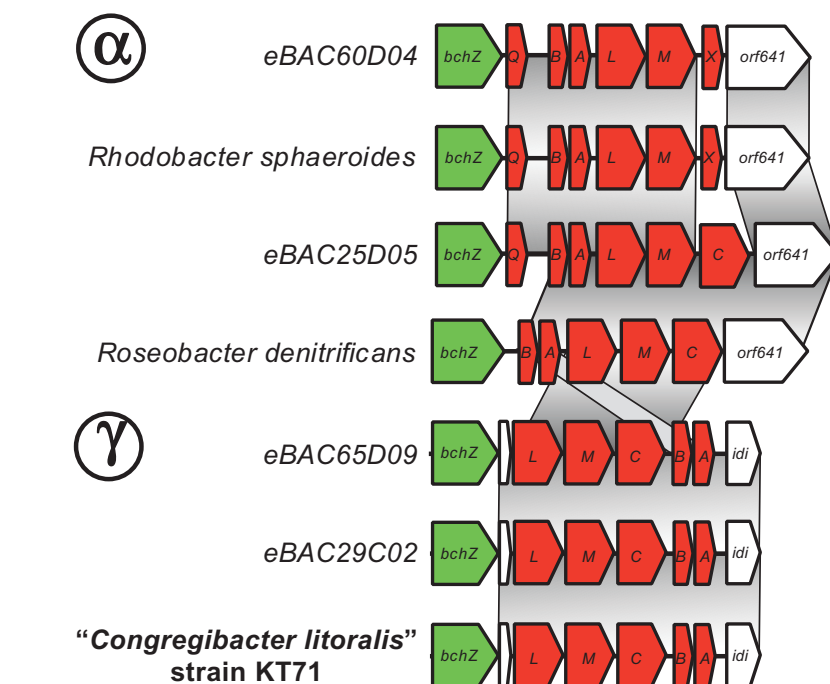 α
eBAC60D04 bchZ Q B A L M X orf641
Rhodobacter sphaeroides bchZ Q B A L M X orf641
eBAC25D05 bchZ Q B A L M C orf641
Roseobacter denitrificans bchZ B A L M C orf641
γ
eBAC65D09 bchZ L M C B A idi
eBAC29C02 bchZ L M C B A idi
“Congregibacter litoralis” bchZ L M C B A idi
strain KT71